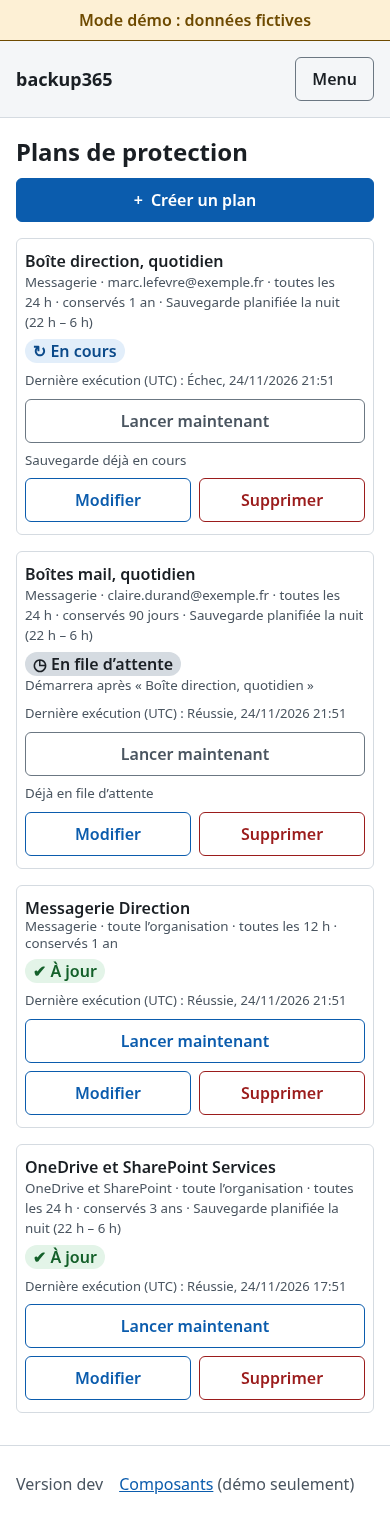 Mode démo : données fictives
backup365
Menu
Plans de protection
+ Créer un plan
Boîte direction, quotidien
Messagerie · marc.lefevre@exemple.fr · toutes les
24 h · conservés 1 an · Sauvegarde planifiée la nuit
(22 h – 6 h)
↻ En cours
Dernière exécution (UTC) : Échec, 24/11/2026 21:51
Lancer maintenant
Sauvegarde déjà en cours
Modifier
Supprimer
Boîtes mail, quotidien
Messagerie · claire.durand@exemple.fr · toutes les
24 h · conservés 90 jours · Sauvegarde planifiée la nuit
(22 h – 6 h)
◷ En file d’attente
Démarrera après « Boîte direction, quotidien »
Dernière exécution (UTC) : Réussie, 24/11/2026 21:51
Lancer maintenant
Déjà en file d’attente
Modifier
Supprimer
Messagerie Direction
Messagerie · toute l’organisation · toutes les 12 h ·
conservés 1 an
✔ À jour
Dernière exécution (UTC) : Réussie, 24/11/2026 21:51
Lancer maintenant
Modifier
Supprimer
OneDrive et SharePoint Services
OneDrive et SharePoint · toute l’organisation · toutes
les 24 h · conservés 3 ans · Sauvegarde planifiée la
nuit (22 h – 6 h)
✔ À jour
Dernière exécution (UTC) : Réussie, 24/11/2026 17:51
Lancer maintenant
Modifier
Supprimer
Version dev Composants (démo seulement)